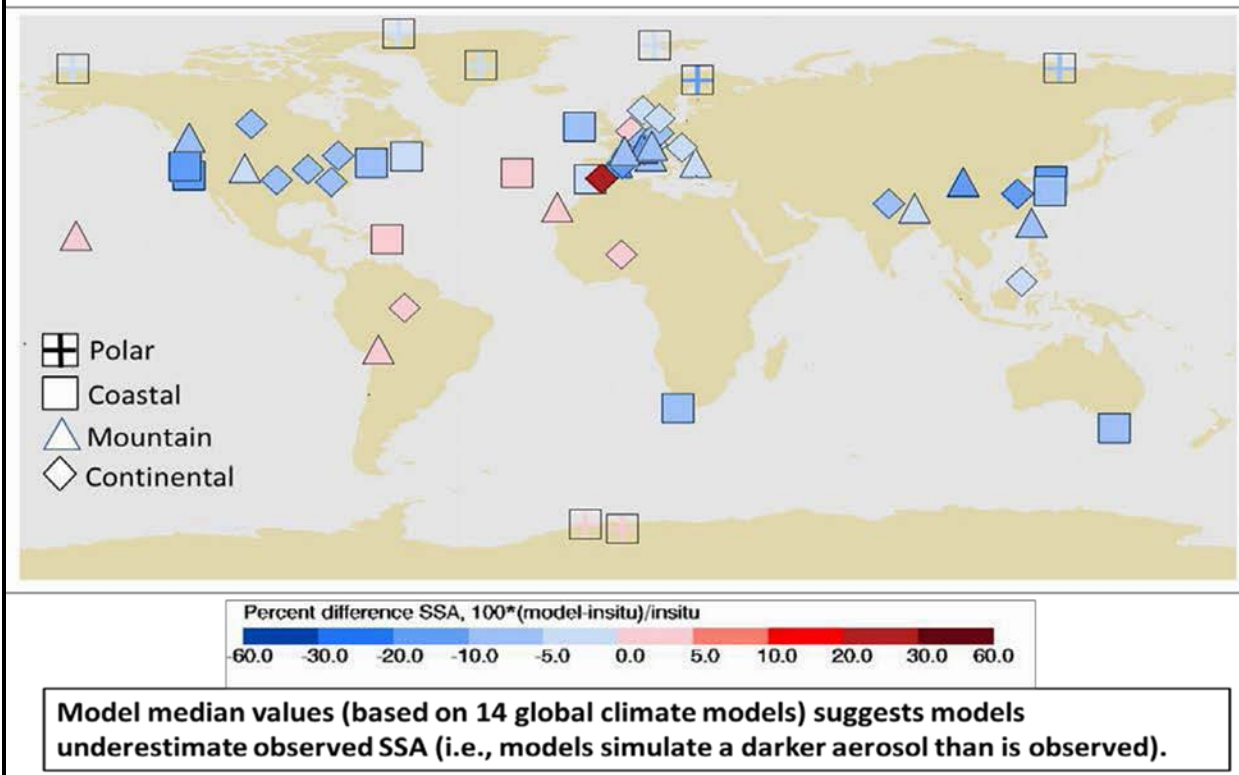 Polar
Coastal
Mountain
Continental
Percent difference SSA, 100*(model-insitu)/insitu
-60.0 -30.0 -20.0 -10.0 -5.0 0.0 5.0 10.0 20.0 30.0 60.0
Model median values (based on 14 global climate models) suggests models
underestimate observed SSA (i.e., models simulate a darker aerosol than is observed).